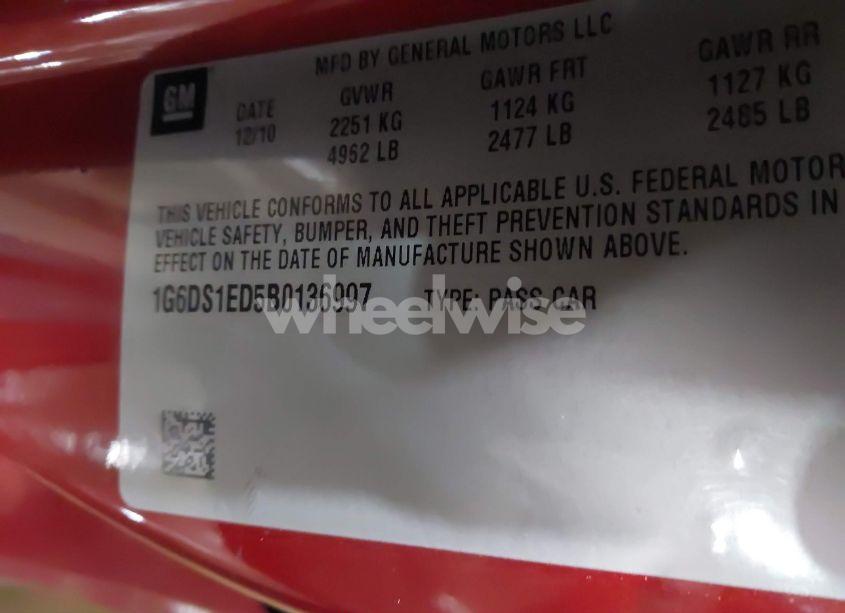 GM
MFD BY GENERAL MOTORS LLC
DATE GVWR GAWR FRT GAWR RR
12/10 2251 KG 1124 KG 1127 KG
4962 LB 2477 LB 2485 LB
THIS VEHICLE CONFORMS TO ALL APPLICABLE U.S. FEDERAL MOTOR
VEHICLE SAFETY, BUMPER, AND THEFT PREVENTION STANDARDS IN
EFFECT ON THE DATE OF MANUFACTURE SHOWN ABOVE.
1G6DS1ED5B0136997 TYPE: PASS CAR
wheelwise